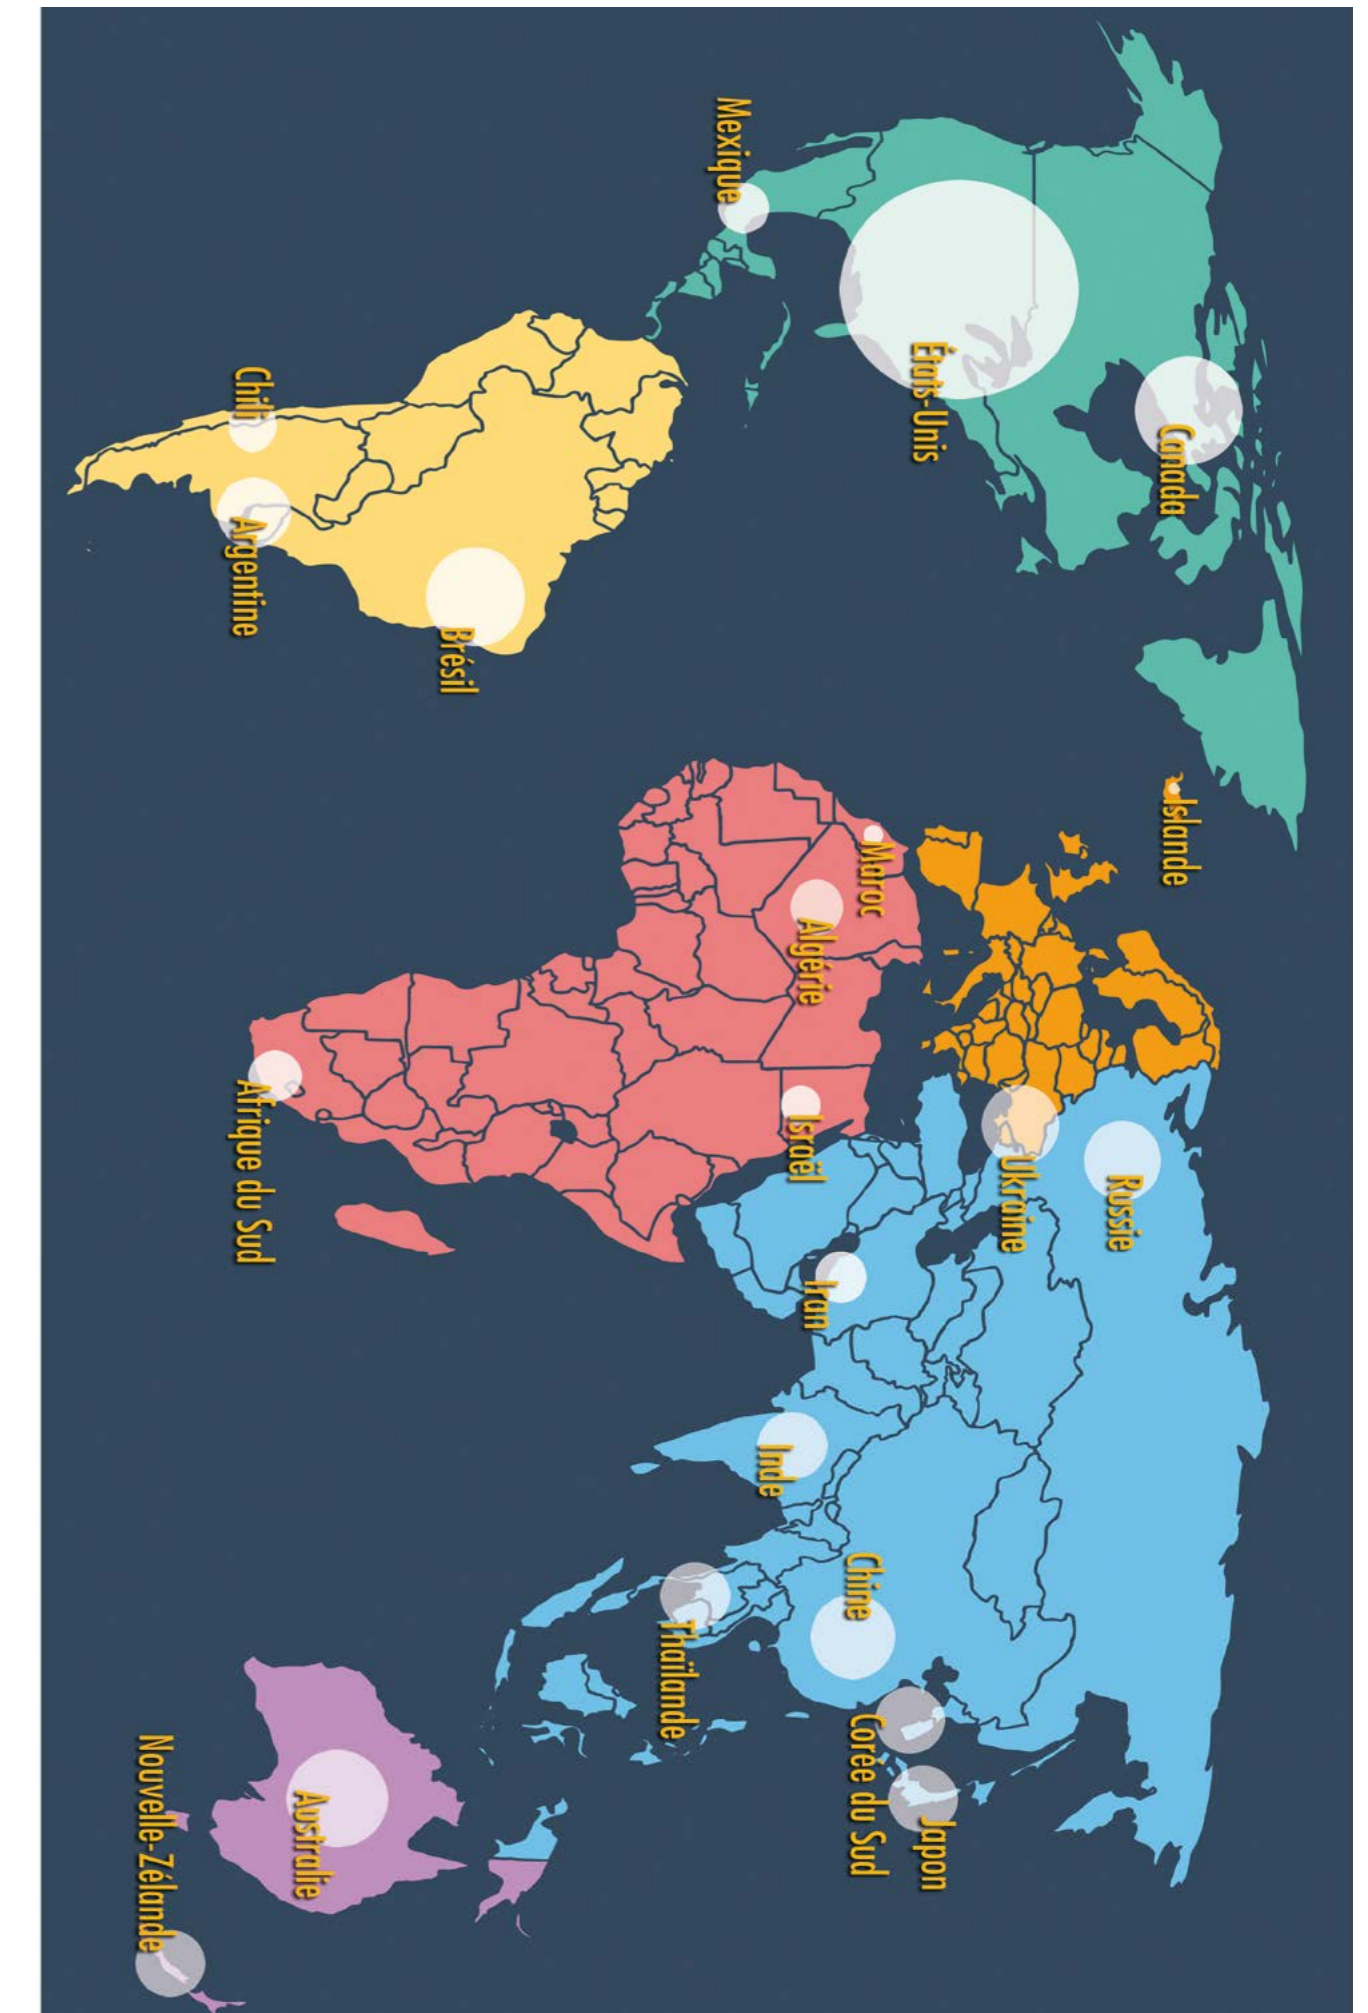 Canada
États-Unis
Mexique
Islande
Brésil
Argentine
Chili
Maroc
Algérie
Israël
Afrique du Sud
Russie
Ukraine
Iran
Inde
Chine
Japon
Corée du Sud
Thaïlande
Australie
Nouvelle-Zélande